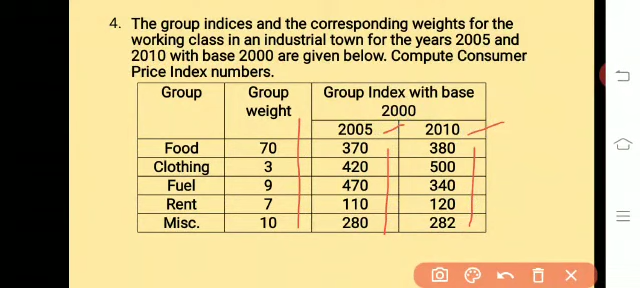 4. The group indices and the corresponding weights for the
working class in an industrial town for the years 2005 and
2010 with base 2000 are given below. Compute Consumer
Price Index numbers.
Group Group weight Group Index with base 2000
2005 2010
Food 70 370 380
Clothing 3 420 500
Fuel 9 470 340
Rent 7 110 120
Misc. 10 280 282